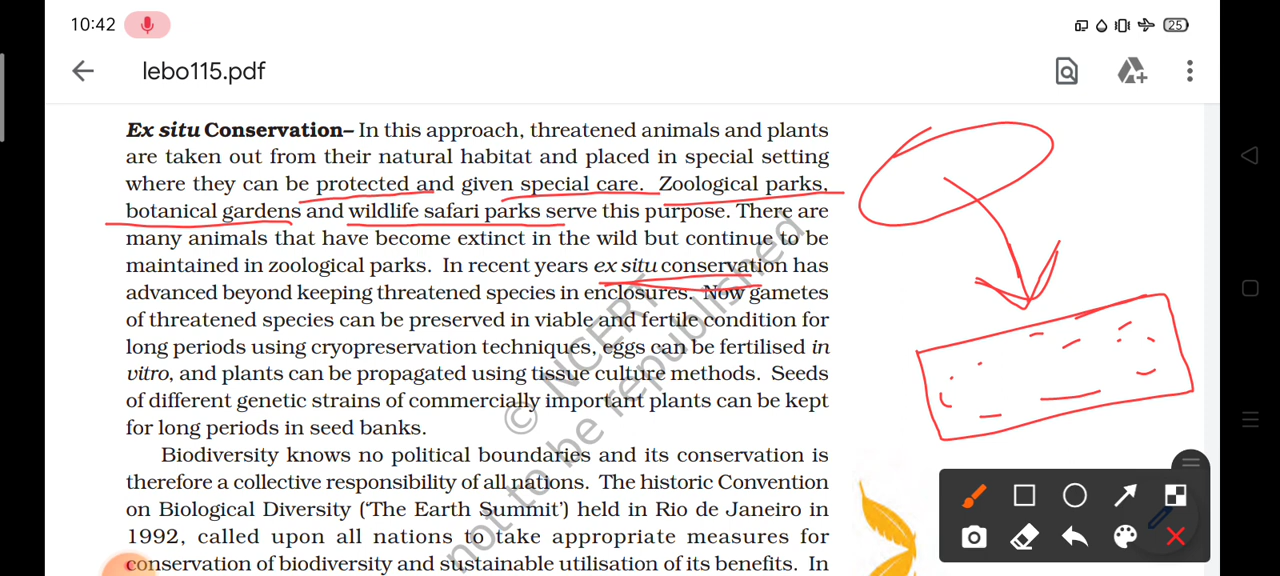 10:42
25
lebo115.pdf
Ex situ Conservation– In this approach, threatened animals and plants
are taken out from their natural habitat and placed in special setting
where they can be protected and given special care. Zoological parks,
botanical gardens and wildlife safari parks serve this purpose. There are
many animals that have become extinct in the wild but continue to be
maintained in zoological parks. In recent years ex situ conservation has
advanced beyond keeping threatened species in enclosures. Now gametes
of threatened species can be preserved in viable and fertile condition for
long periods using cryopreservation techniques, eggs can be fertilised in
vitro, and plants can be propagated using tissue culture methods. Seeds
of different genetic strains of commercially important plants can be kept
for long periods in seed banks.
Biodiversity knows no political boundaries and its conservation is
therefore a collective responsibility of all nations. The historic Convention
on Biological Diversity (‘The Earth Summit’) held in Rio de Janeiro in
1992, called upon all nations to take appropriate measures for
conservation of biodiversity and sustainable utilisation of its benefits. In
© NCERT
not to be republished